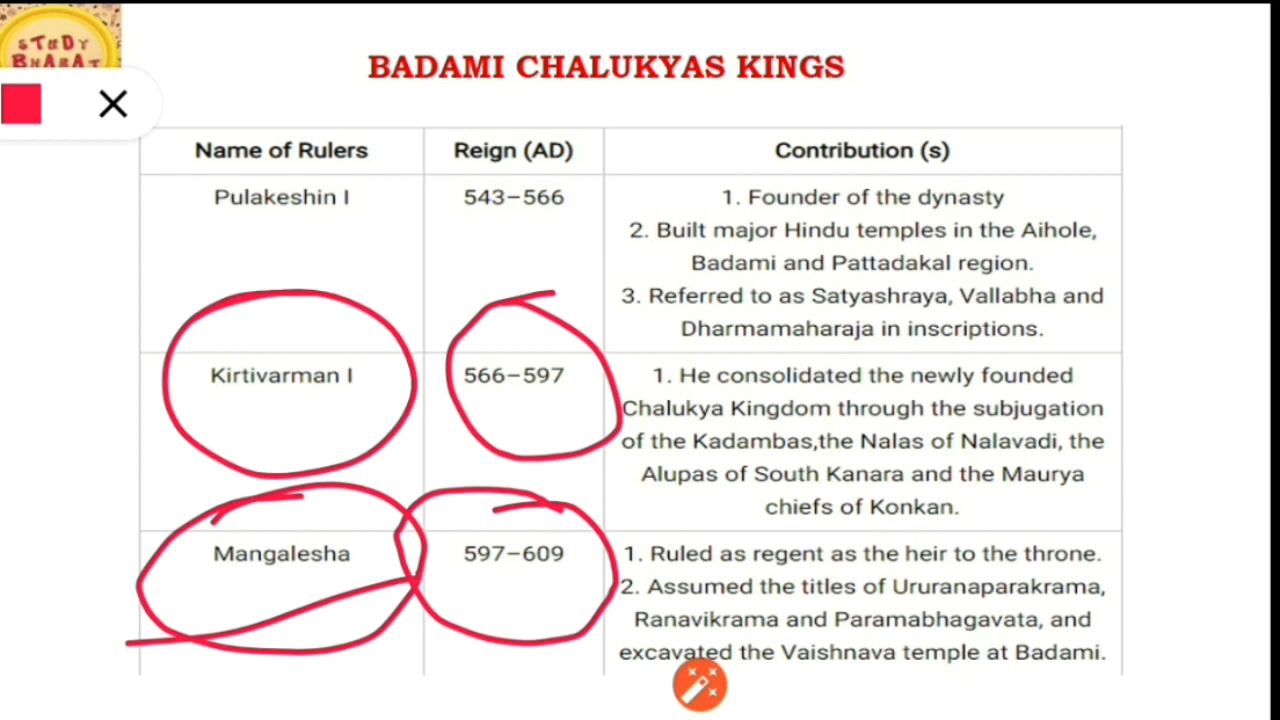 STUDY
BHARAT
BADAMI CHALUKYAS KINGS
Name of Rulers
Reign (AD)
Contribution (s)
Pulakeshin I
543–566
1. Founder of the dynasty
2. Built major Hindu temples in the Aihole,
Badami and Pattadakal region.
3. Referred to as Satyashraya, Vallabha and
Dharmamaharaja in inscriptions.
Kirtivarman I
566–597
1. He consolidated the newly founded
Chalukya Kingdom through the subjugation
of the Kadambas,the Nalas of Nalavadi, the
Alupas of South Kanara and the Maurya
chiefs of Konkan.
Mangalesha
597–609
1. Ruled as regent as the heir to the throne.
2. Assumed the titles of Ururanaparakrama,
Ranavikrama and Paramabhagavata, and
excavated the Vaishnava temple at Badami.